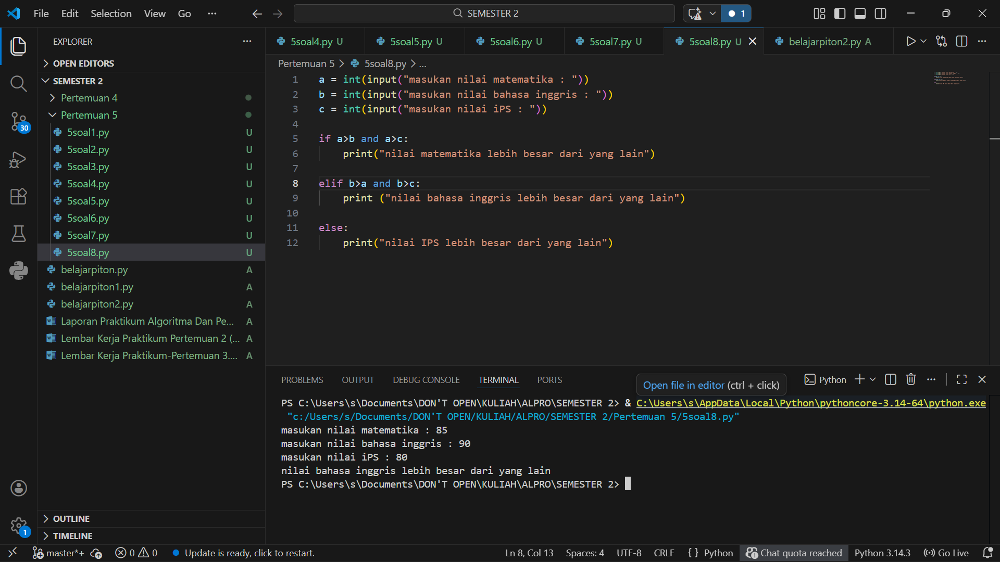 File Edit Selection View Go ···
SEMESTER 2
1
EXPLORER
OPEN EDITORS
SEMESTER 2
Pertemuan 4
Pertemuan 5
5soal1.py U
5soal2.py U
5soal3.py U
5soal4.py U
5soal5.py U
5soal6.py U
5soal7.py U
5soal8.py U
belajarpiton.py A
belajarpiton1.py A
belajarpiton2.py A
Laporan Praktikum Algoritma Dan Pe... A
Lembar Kerja Praktikum Pertemuan 2 (... A
Lembar Kerja Praktikum-Pertemuan 3.... A
OUTLINE
TIMELINE
30
1
5soal4.py U 5soal5.py U 5soal6.py U 5soal7.py U 5soal8.py U belajarpiton2.py A
Pertemuan 5 > 5soal8.py > ...
1 a = int(input("masukan nilai matematika : "))
2 b = int(input("masukan nilai bahasa inggris : "))
3 c = int(input("masukan nilai iPS : "))
4
5 if a>b and a>c:
6     print("nilai matematika lebih besar dari yang lain")
7
8 elif b>a and b>c:
9     print ("nilai bahasa inggris lebih besar dari yang lain")
10
11 else:
12     print("nilai IPS lebih besar dari yang lain")
PROBLEMS OUTPUT DEBUG CONSOLE TERMINAL PORTS
Open file in editor (ctrl + click)
Python
PS C:\Users\s\Documents\DON'T OPEN\KULIAH\ALPRO\SEMESTER 2> & C:\Users\s\AppData\Local\Python\pythoncore-3.14-64\python.exe
"c:/Users/s/Documents/DON'T OPEN/KULIAH/ALPRO/SEMESTER 2/Pertemuan 5/5soal8.py"
masukan nilai matematika : 85
masukan nilai bahasa inggris : 90
masukan nilai iPS : 80
nilai bahasa inggris lebih besar dari yang lain
PS C:\Users\s\Documents\DON'T OPEN\KULIAH\ALPRO\SEMESTER 2>
master*+ 0 0 Update is ready, click to restart. Ln 8, Col 13 Spaces: 4 UTF-8 CRLF { } Python Chat quota reached Python 3.14.3 Go Live